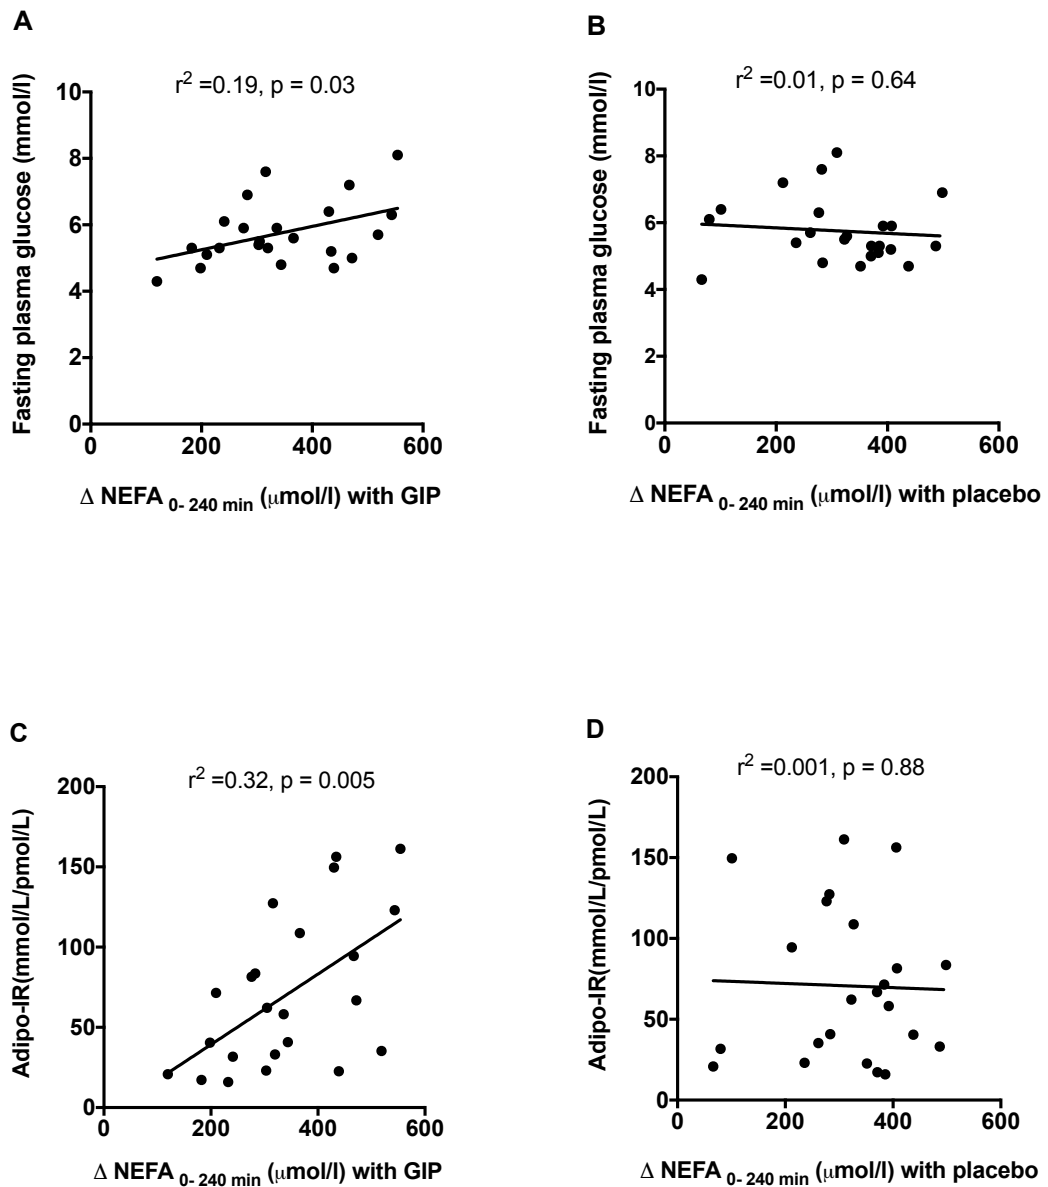 A
r² =0.19, p = 0.03
Fasting plasma glucose (mmol/l)
10
8
6
4
2
0
0 200 400 600
Δ NEFA 0- 240 min (μmol/l) with GIP
B
r² =0.01, p = 0.64
Fasting plasma glucose (mmol/l)
10
8
6
4
2
0
0 200 400 600
Δ NEFA 0- 240 min (μmol/l) with placebo
C
r² =0.32, p = 0.005
Adipo-IR(mmol/L/pmol/L)
200
150
100
50
0
0 200 400 600
Δ NEFA 0- 240 min (μmol/l) with GIP
D
r² =0.001, p = 0.88
Adipo-IR(mmol/L/pmol/L)
200
150
100
50
0
0 200 400 600
Δ NEFA 0- 240 min (μmol/l) with placebo